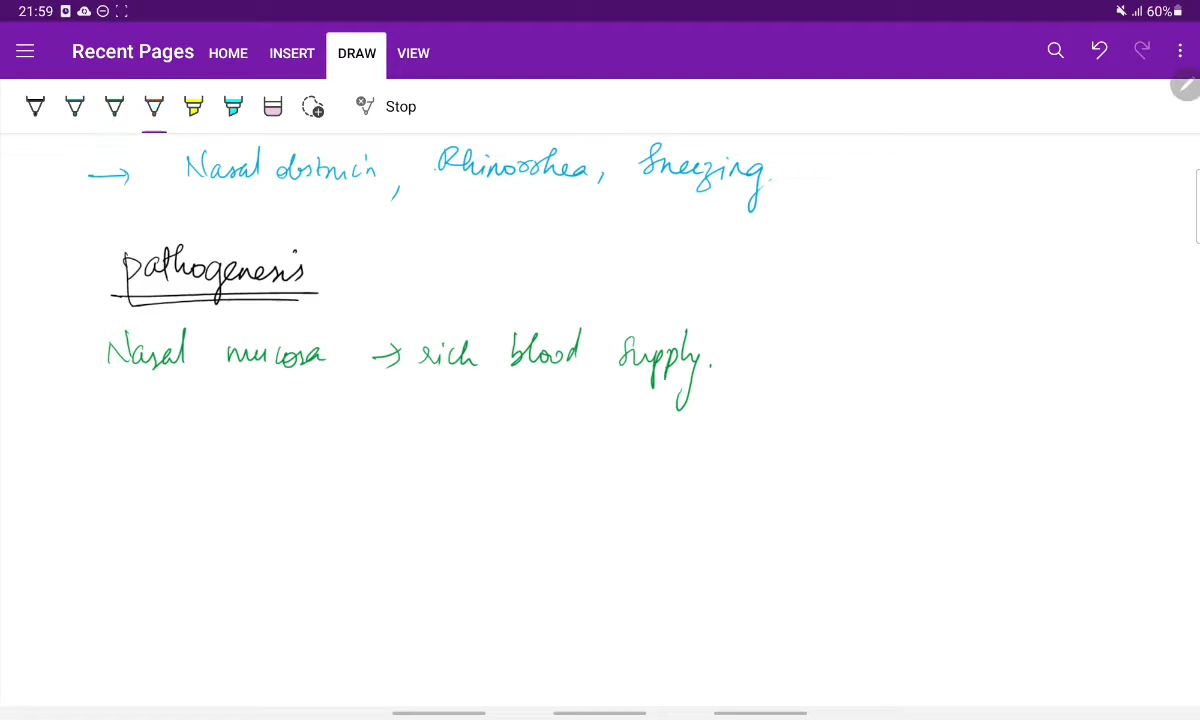 21:59 60%
Recent Pages HOME INSERT DRAW VIEW
Stop
→ Nasal obstruc'n, Rhinorrhea, Sneezing.
pathogenesis
Nasal mucosa → rich blood supply.